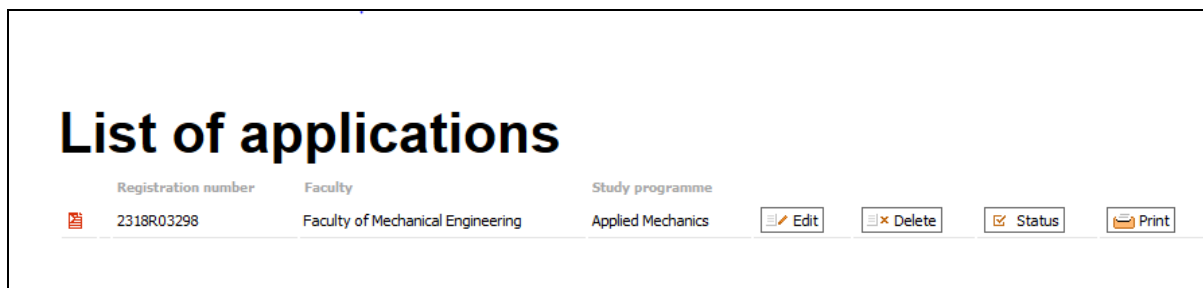 List of applications
Registration number Faculty Study programme
2318R03298 Faculty of Mechanical Engineering Applied Mechanics Edit Delete Status Print